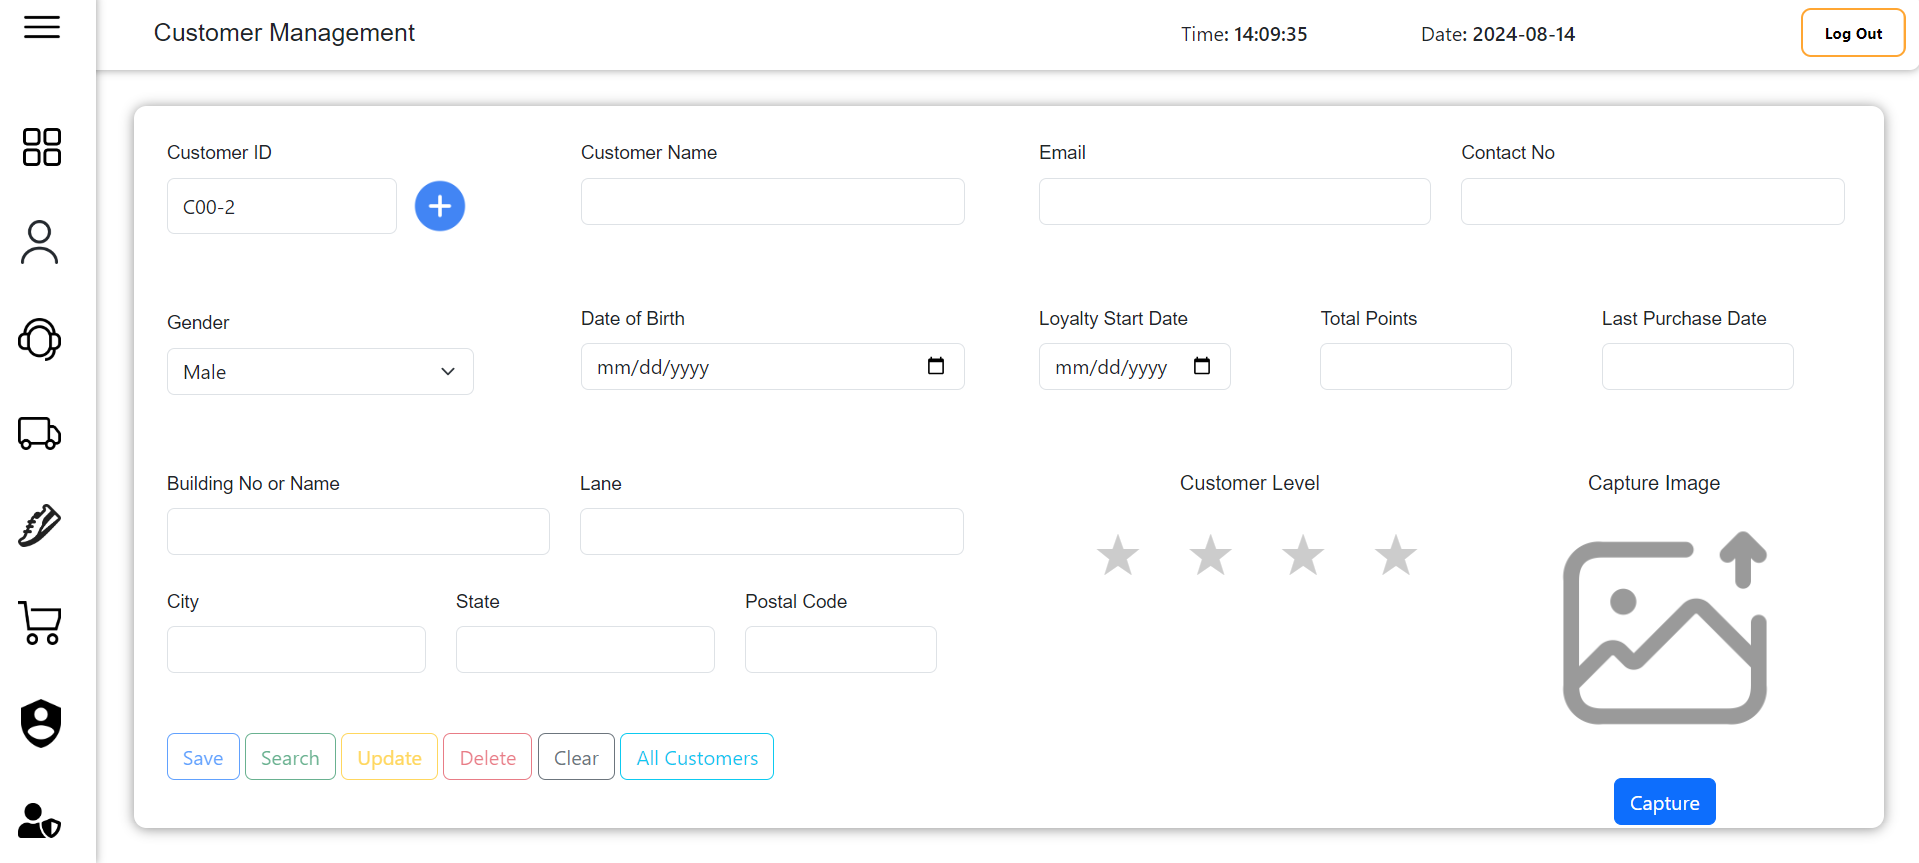 Customer Management
Time: 14:09:35
Date: 2024-08-14
Log Out
Customer ID
Customer Name
Email
Contact No
C00-2
Gender
Date of Birth
Loyalty Start Date
Total Points
Last Purchase Date
Male
mm/dd/yyyy
mm/dd/yyyy
Building No or Name
Lane
Customer Level
Capture Image
City
State
Postal Code
Save
Search
Update
Delete
Clear
All Customers
Capture